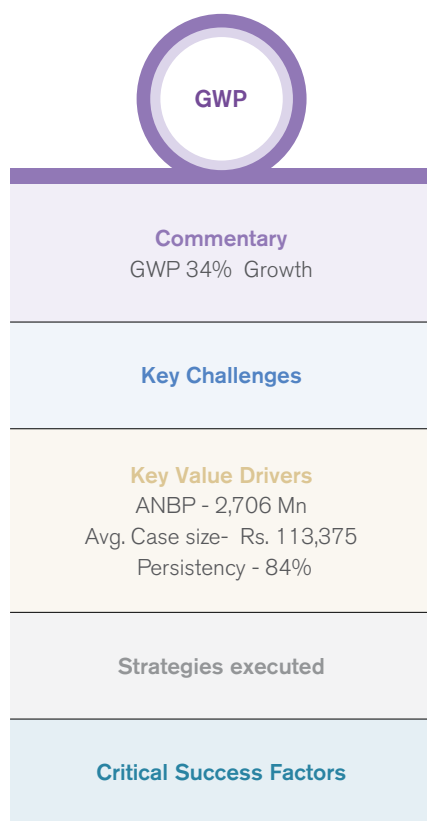 GWP
Commentary
GWP 34% Growth
Key Challenges
Key Value Drivers
ANBP - 2,706 Mn
Avg. Case size- Rs. 113,375
Persistency - 84%
Strategies executed
Critical Success Factors